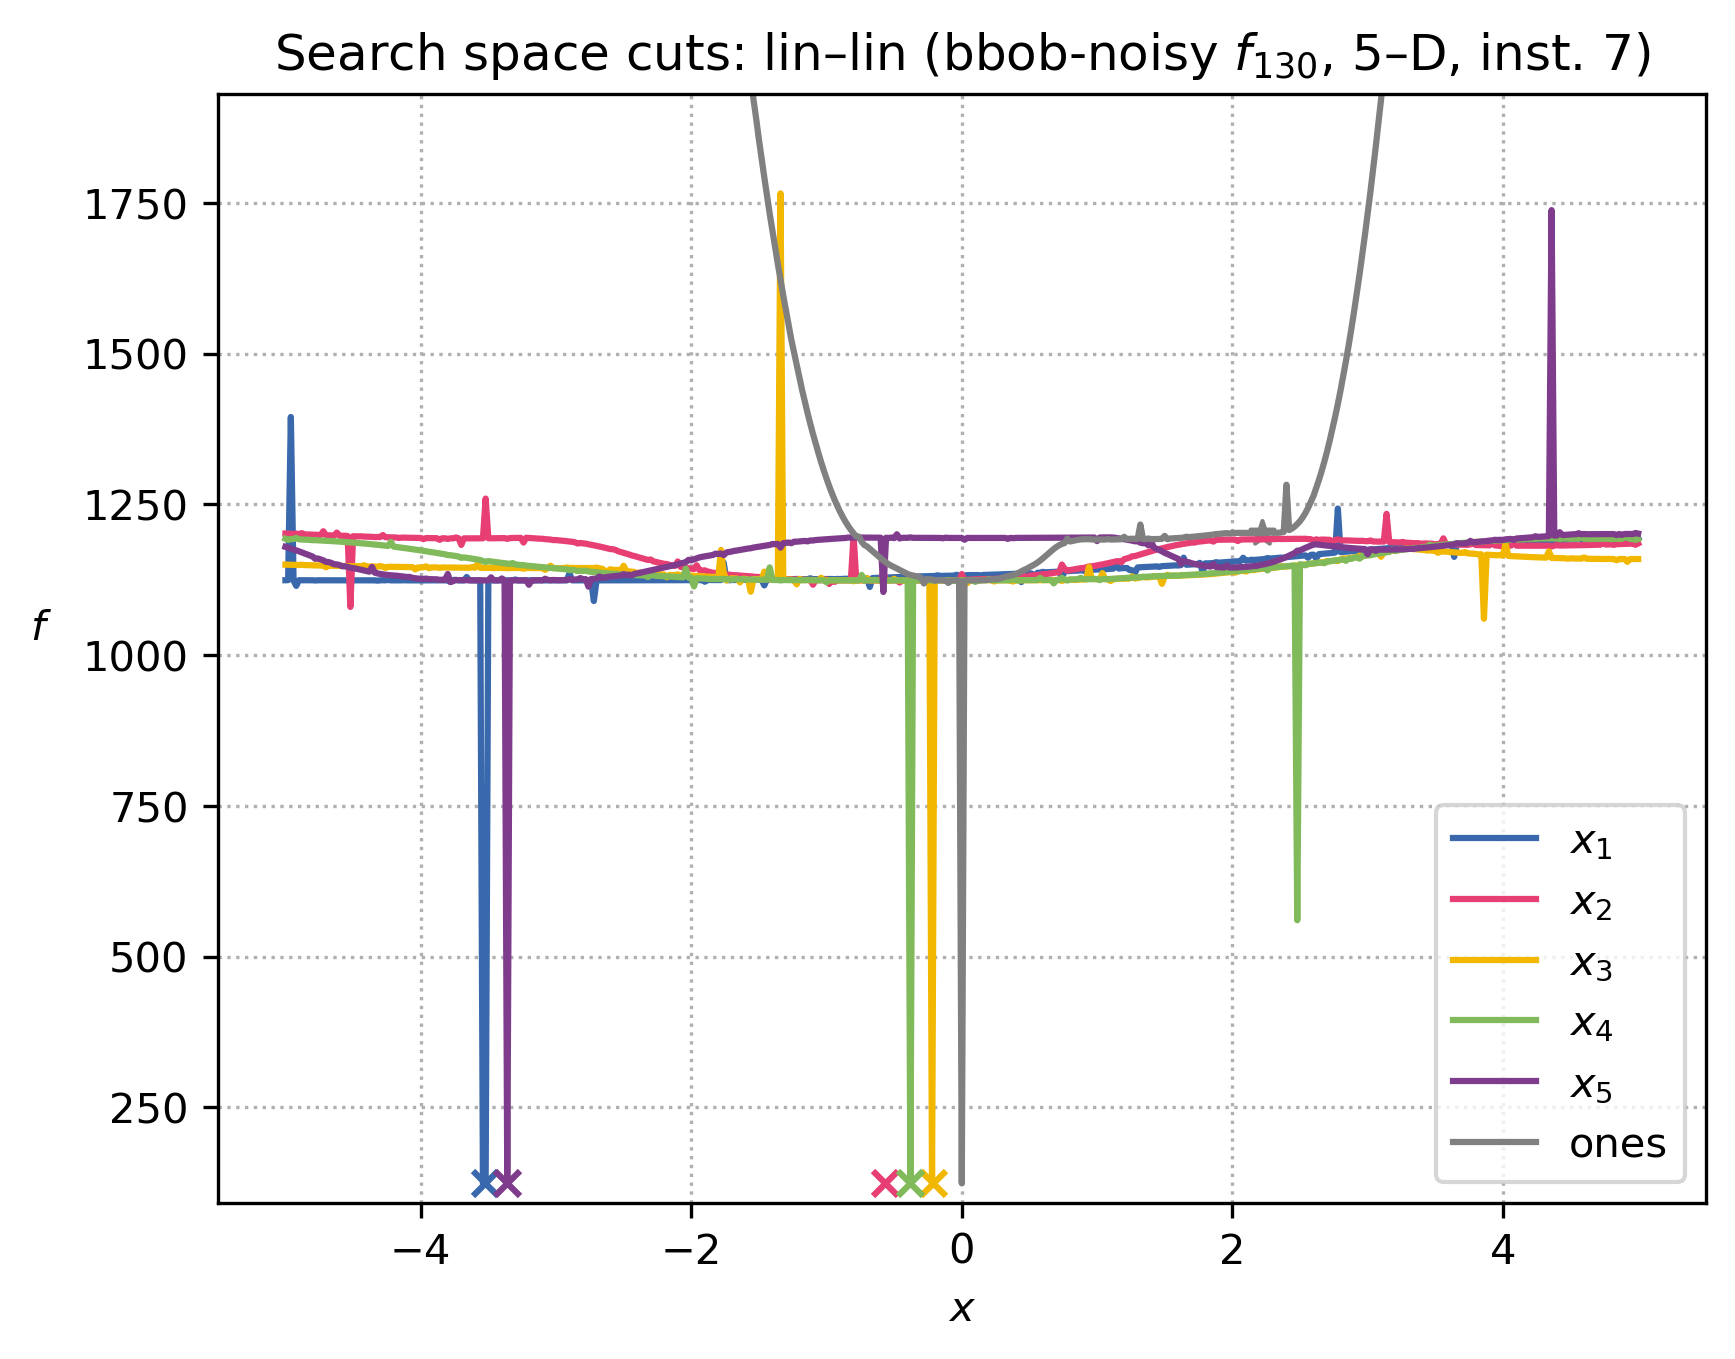 Search space cuts: lin–lin (bbob-noisy f₁₃₀, 5–D, inst. 7)
1750
1500
1250
1000
750
500
250
f
−4
−2
0
2
4
x
x₁
x₂
x₃
x₄
x₅
ones